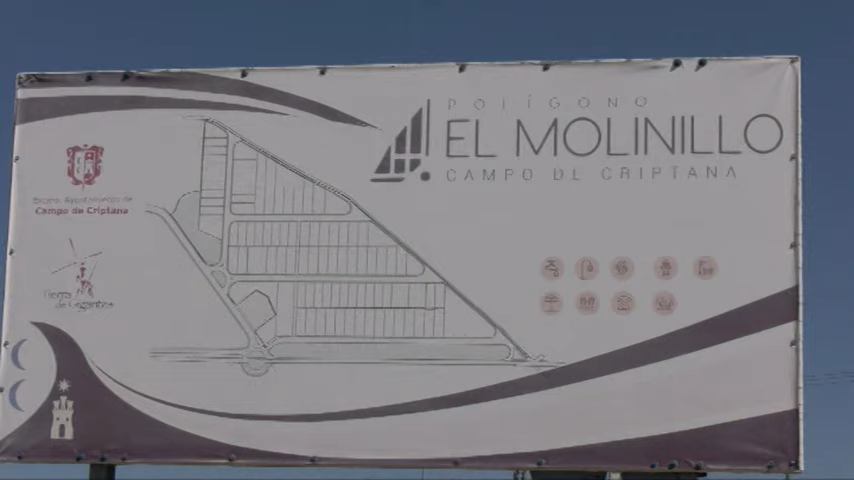 POLÍGONO
EL MOLINILLO
CAMPO DE CRIPTANA
Excmo. Ayuntamiento de
Campo de Criptana
Tierra
de Gigantes